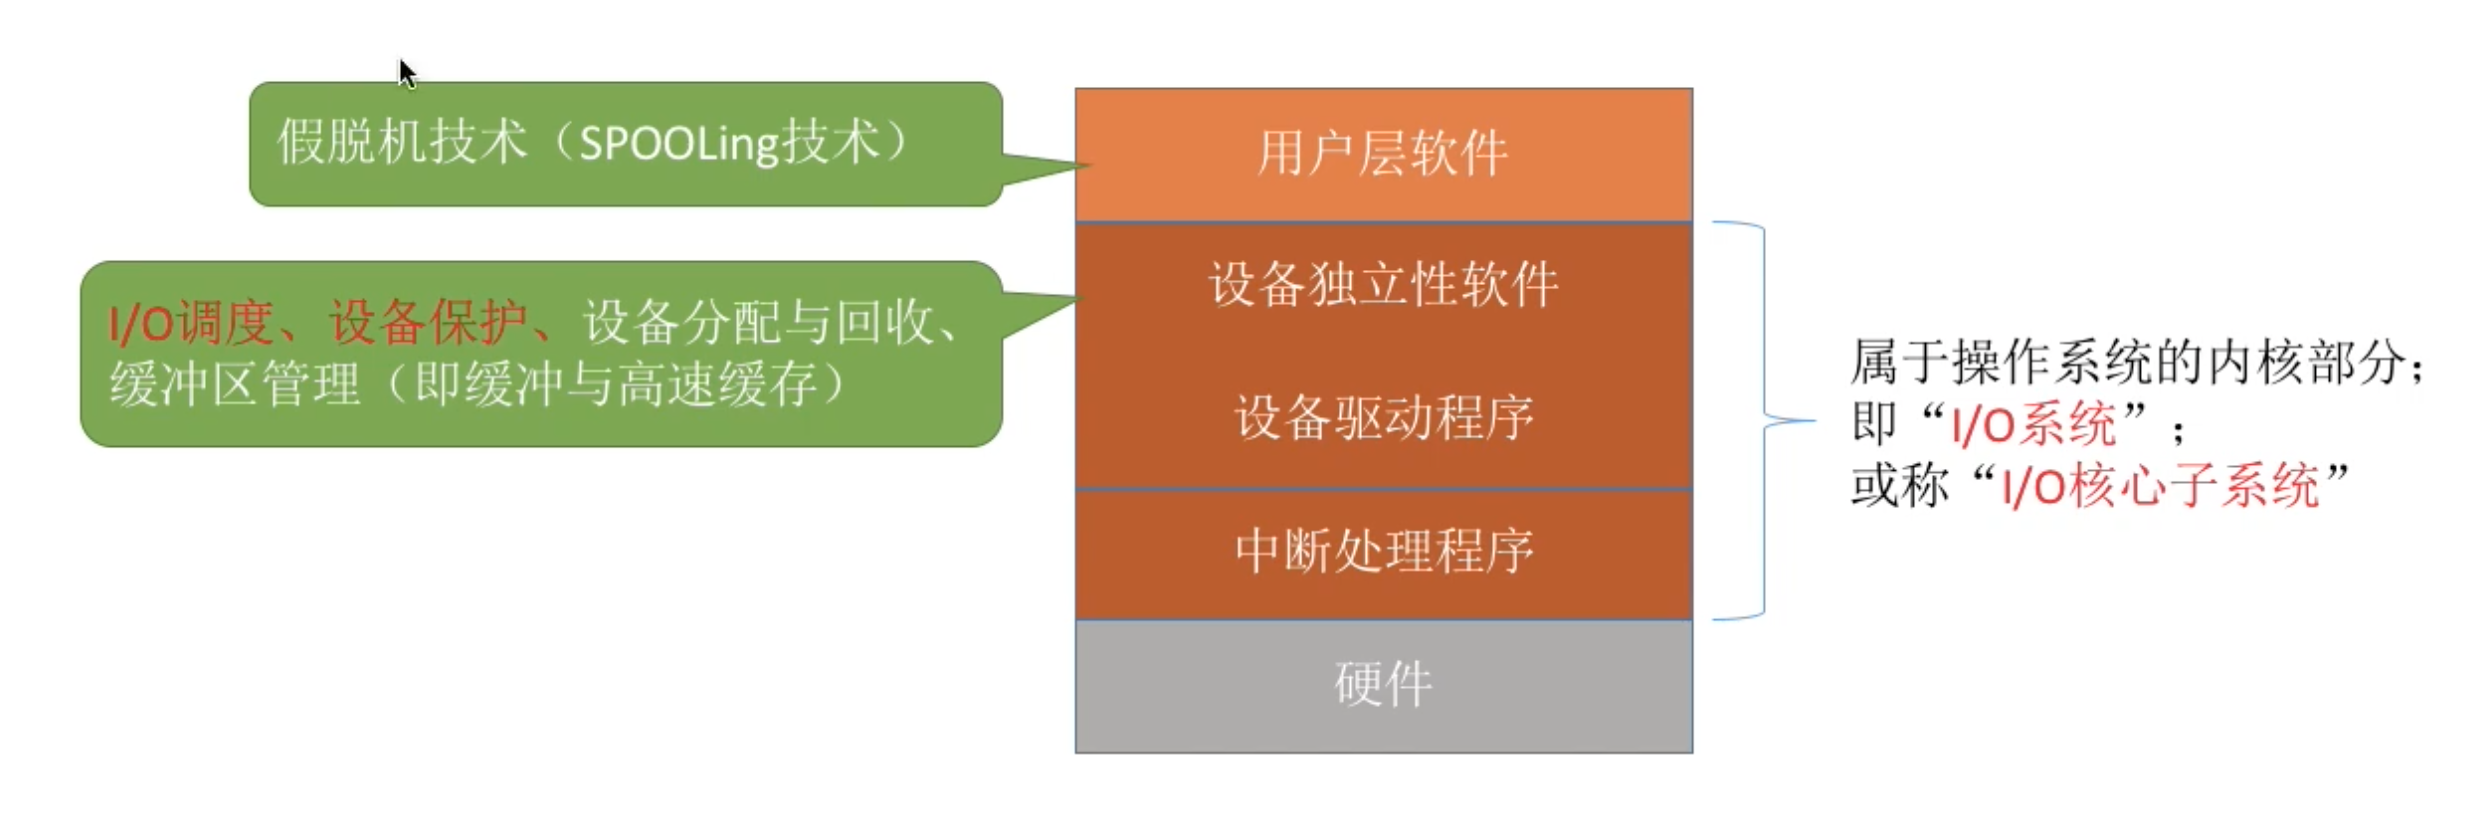 假脱机技术（SPOOLing技术）
用户层软件
I/O调度、设备保护、设备分配与回收、
缓冲区管理（即缓冲与高速缓存）
设备独立性软件
设备驱动程序
中断处理程序
硬件
属于操作系统的内核部分；
即“I/O系统”；
或称“I/O核心子系统”